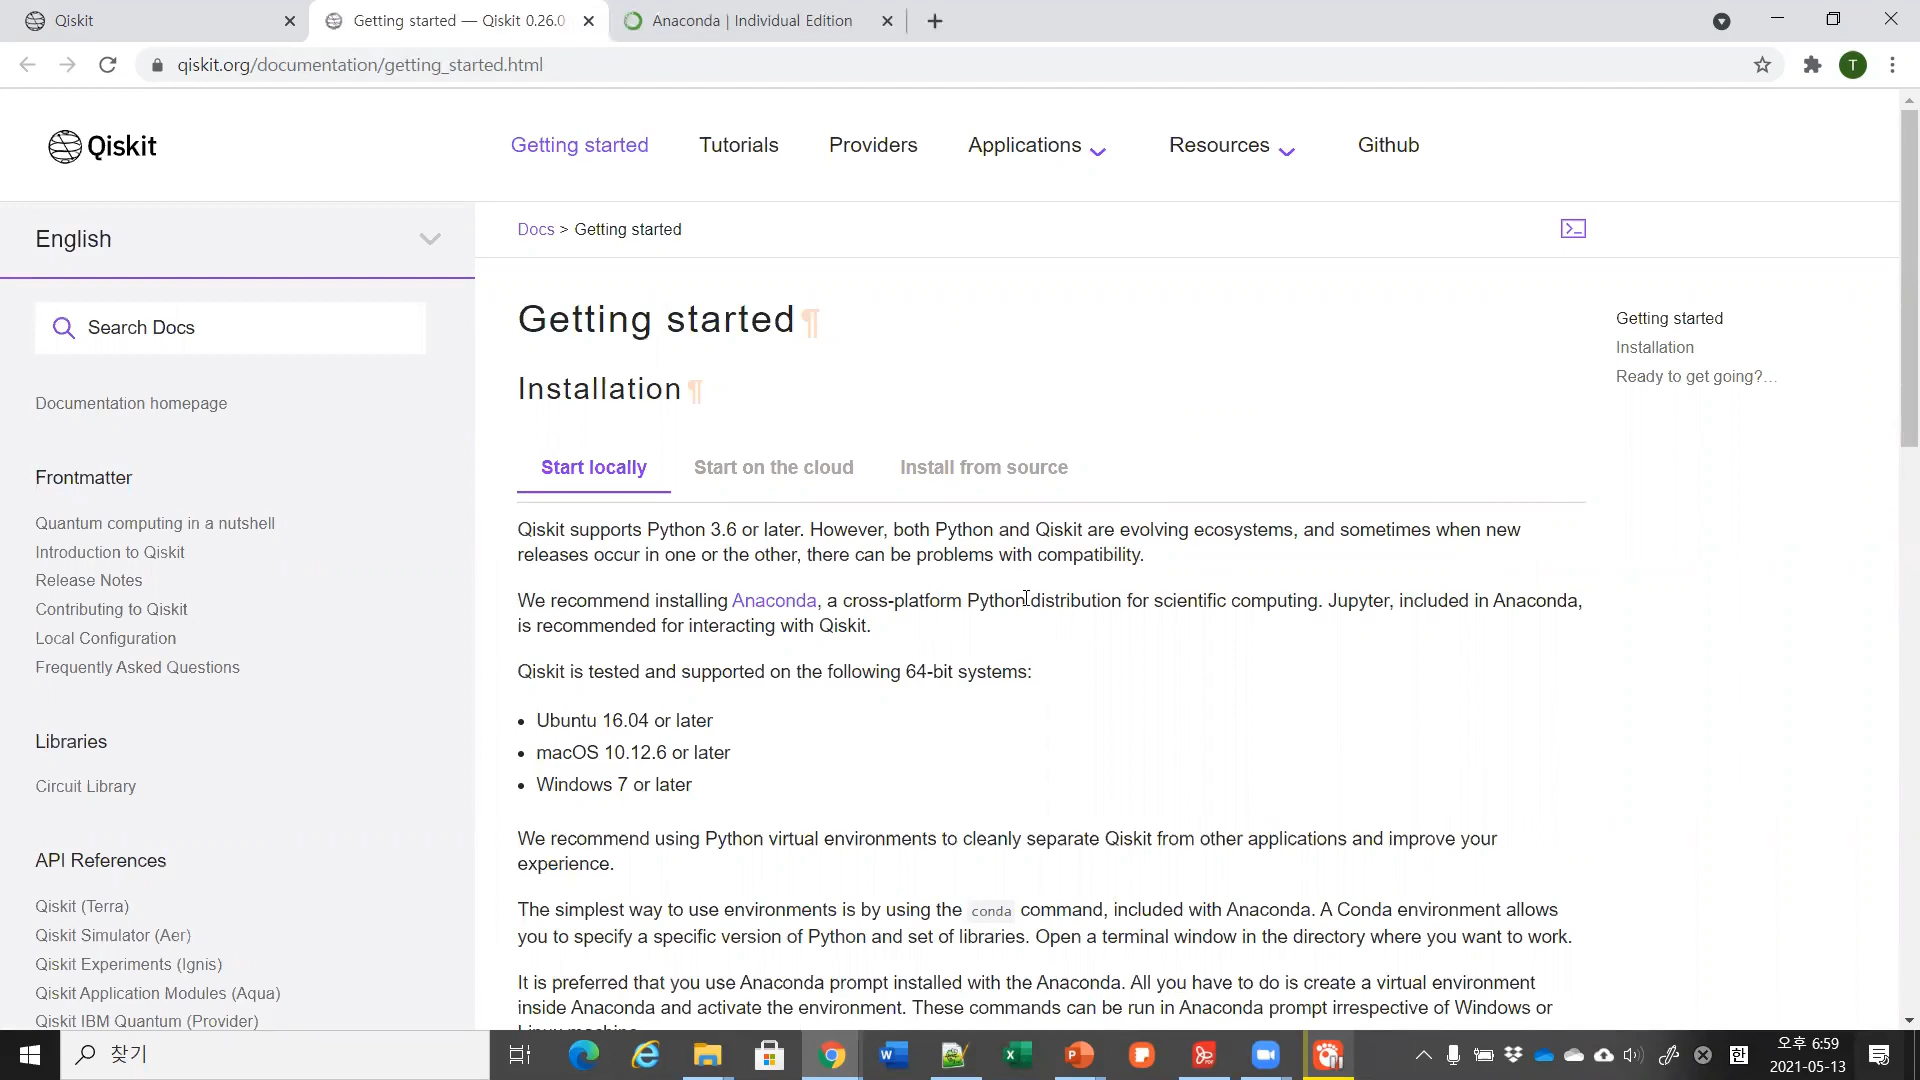 Qiskit
Getting started — Qiskit 0.26.0
Anaconda | Individual Edition
qiskit.org/documentation/getting_started.html
T
Qiskit
Getting started
Tutorials
Providers
Applications
Resources
Github
English
Docs > Getting started
Search Docs
Documentation homepage
Frontmatter
Quantum computing in a nutshell
Introduction to Qiskit
Release Notes
Contributing to Qiskit
Local Configuration
Frequently Asked Questions
Libraries
Circuit Library
API References
Qiskit (Terra)
Qiskit Simulator (Aer)
Qiskit Experiments (Ignis)
Qiskit Application Modules (Aqua)
Qiskit IBM Quantum (Provider)
Getting started¶
Installation¶
Start locally
Start on the cloud
Install from source
Qiskit supports Python 3.6 or later. However, both Python and Qiskit are evolving ecosystems, and sometimes when new
releases occur in one or the other, there can be problems with compatibility.
We recommend installing Anaconda, a cross-platform Python distribution for scientific computing. Jupyter, included in Anaconda,
is recommended for interacting with Qiskit.
Qiskit is tested and supported on the following 64-bit systems:
• Ubuntu 16.04 or later
• macOS 10.12.6 or later
• Windows 7 or later
We recommend using Python virtual environments to cleanly separate Qiskit from other applications and improve your
experience.
The simplest way to use environments is by using the conda command, included with Anaconda. A Conda environment allows
you to specify a specific version of Python and set of libraries. Open a terminal window in the directory where you want to work.
It is preferred that you use Anaconda prompt installed with the Anaconda. All you have to do is create a virtual environment
inside Anaconda and activate the environment. These commands can be run in Anaconda prompt irrespective of Windows or
Linux machine.
Getting started
Installation
Ready to get going?...
찾기
한
오후 6:59
2021-05-13